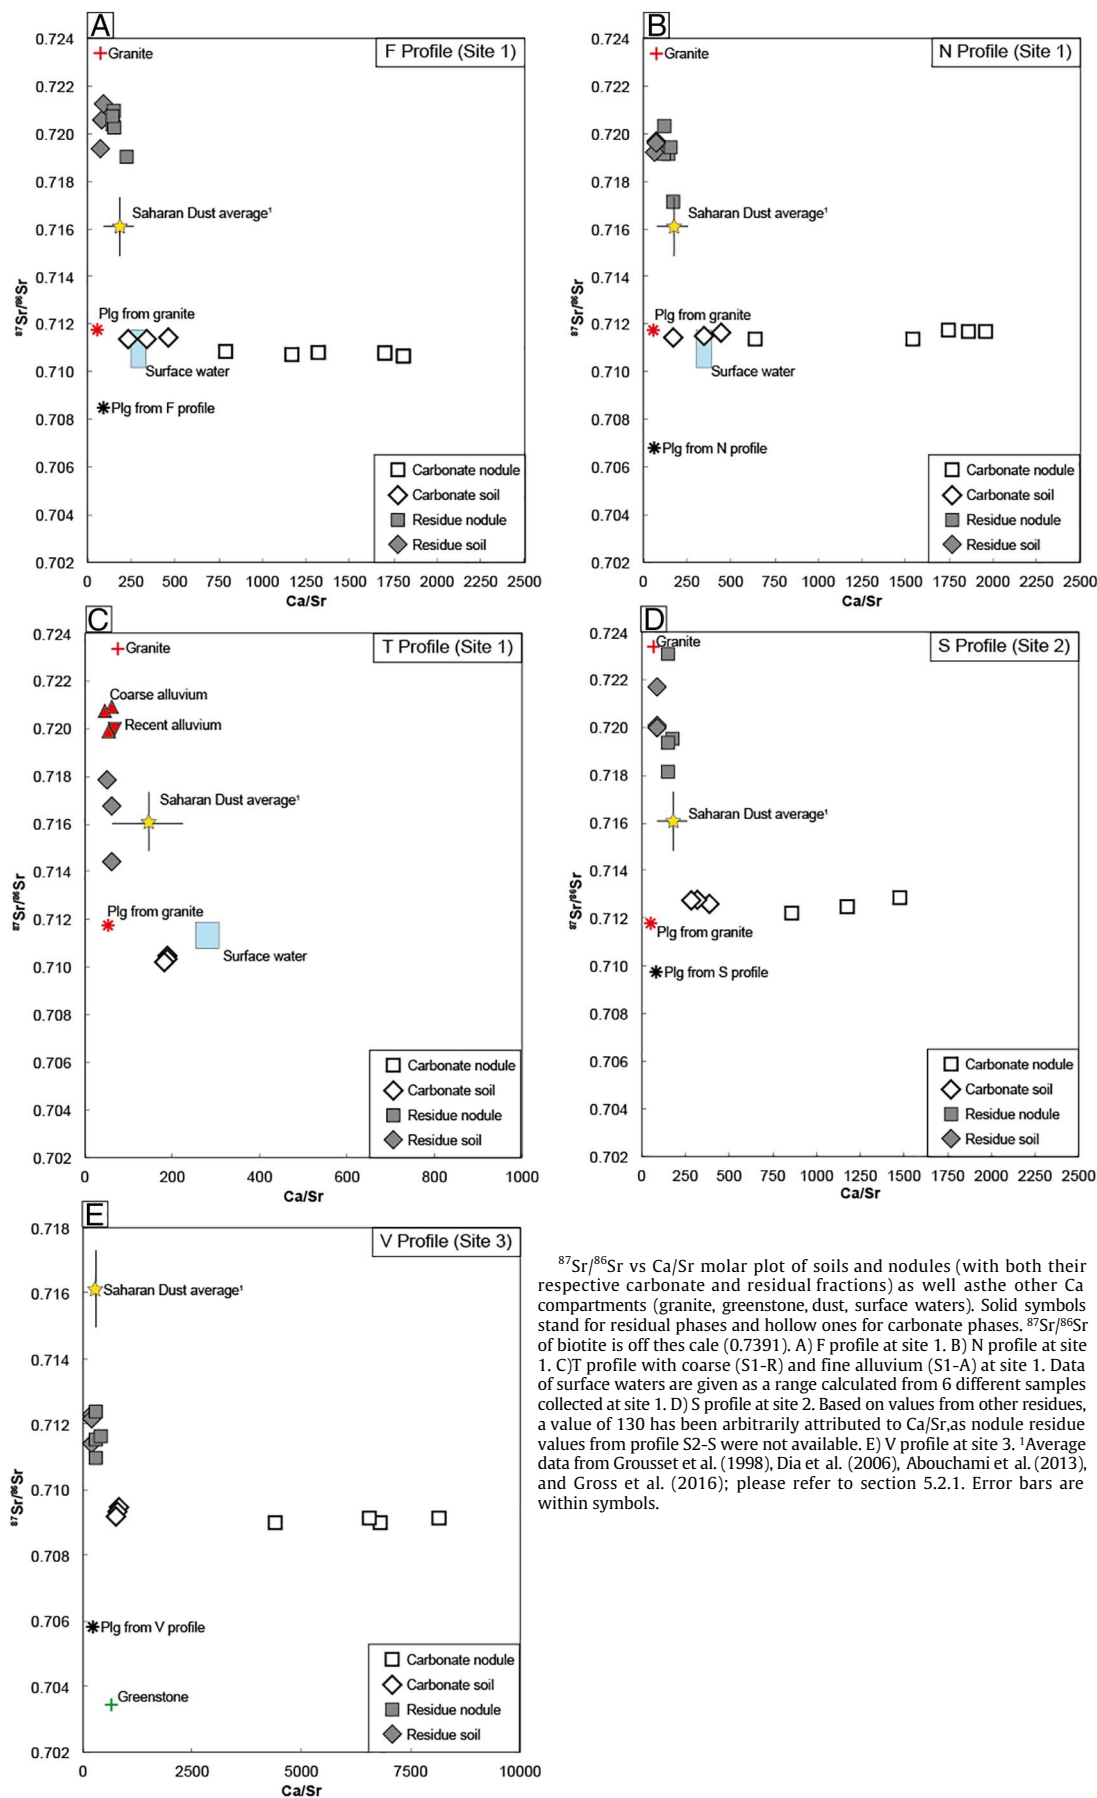 A
F Profile (Site 1)
0.724
0.722
0.720
0.718
0.716
0.714
0.712
0.710
0.708
0.706
0.704
0.702
⁸⁷Sr/⁸⁶Sr
Granite
Saharan Dust average¹
Plg from granite
Surface water
Plg from F profile
Carbonate nodule
Carbonate soil
Residue nodule
Residue soil
0 250 500 750 1000 1250 1500 1750 2000 2250 2500
Ca/Sr
B
N Profile (Site 1)
0.724
0.722
0.720
0.718
0.716
0.714
0.712
0.710
0.708
0.706
0.704
0.702
⁸⁷Sr/⁸⁶Sr
Granite
Saharan Dust average¹
Plg from granite
Surface water
Plg from N profile
Carbonate nodule
Carbonate soil
Residue nodule
Residue soil
0 250 500 750 1000 1250 1500 1750 2000 2250 2500
Ca/Sr
C
T Profile (Site 1)
0.724
0.722
0.720
0.718
0.716
0.714
0.712
0.710
0.708
0.706
0.704
0.702
⁸⁷Sr/⁸⁶Sr
Granite
Coarse alluvium
Recent alluvium
Saharan Dust average¹
Plg from granite
Surface water
Carbonate nodule
Carbonate soil
Residue nodule
Residue soil
0 200 400 600 800 1000
Ca/Sr
D
S Profile (Site 2)
0.724
0.722
0.720
0.718
0.716
0.714
0.712
0.710
0.708
0.706
0.704
0.702
⁸⁷Sr/⁸⁶Sr
Granite
Saharan Dust average¹
Plg from granite
Plg from S profile
Carbonate nodule
Carbonate soil
Residue nodule
Residue soil
0 250 500 750 1000 1250 1500 1750 2000 2250 2500
Ca/Sr
E
V Profile (Site 3)
0.718
0.716
0.714
0.712
0.710
0.708
0.706
0.704
0.702
⁸⁷Sr/⁸⁶Sr
Saharan Dust average¹
Plg from V profile
Greenstone
Carbonate nodule
Carbonate soil
Residue nodule
Residue soil
0 2500 5000 7500 10000
Ca/Sr
⁸⁷Sr/⁸⁶Sr vs Ca/Sr molar plot of soils and nodules (with both their
respective carbonate and residual fractions) as well asthe other Ca
compartments (granite, greenstone, dust, surface waters). Solid symbols
stand for residual phases and hollow ones for carbonate phases. ⁸⁷Sr/⁸⁶Sr
of biotite is off thes cale (0.7391). A) F profile at site 1. B) N profile at site
1. C)T profile with coarse (S1-R) and fine alluvium (S1-A) at site 1. Data
of surface waters are given as a range calculated from 6 different samples
collected at site 1. D) S profile at site 2. Based on values from other residues,
a value of 130 has been arbitrarily attributed to Ca/Sr,as nodule residue
values from profile S2-S were not available. E) V profile at site 3. ¹Average
data from Grousset et al. (1998), Dia et al. (2006), Abouchami et al. (2013),
and Gross et al. (2016); please refer to section 5.2.1. Error bars are
within symbols.